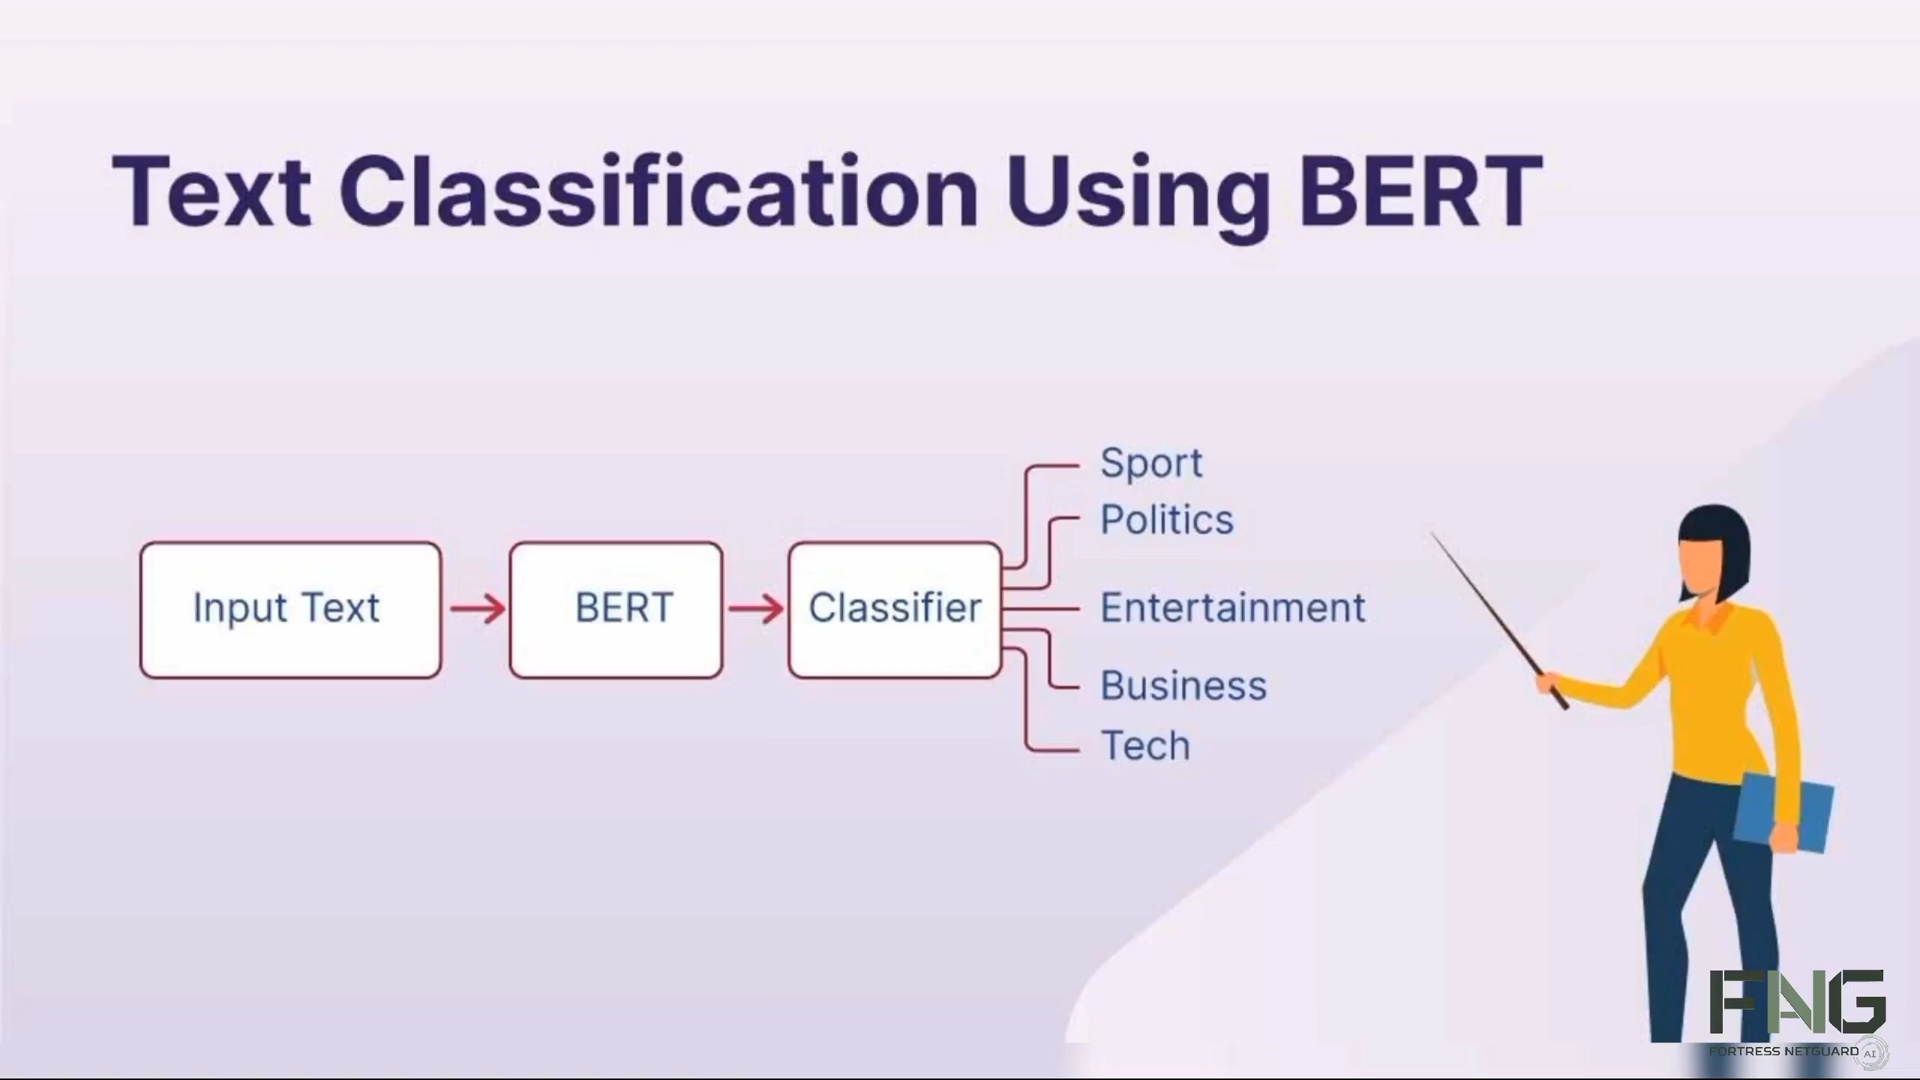 Text Classification Using BERT
Input Text
BERT
Classifier
Sport
Politics
Entertainment
Business
Tech
FNG
FORTRESS NETGUARD AI